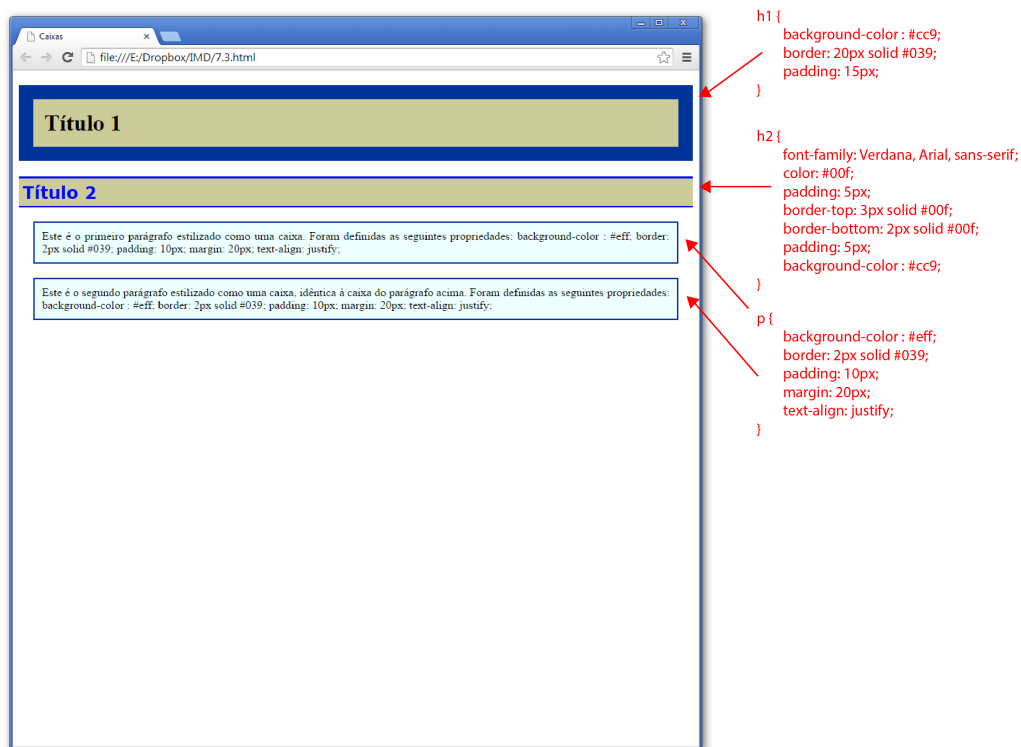 Caixas
file:///E:/Dropbox/IMD/7.3.html
Título 1
Título 2
Este é o primeiro parágrafo estilizado como uma caixa. Foram definidas as seguintes propriedades: background-color : #eff; border:
2px solid #039; padding: 10px; margin: 20px; text-align: justify;
Este é o segundo parágrafo estilizado como uma caixa, idêntica à caixa do parágrafo acima. Foram definidas as seguintes propriedades:
background-color : #eff; border: 2px solid #039; padding: 10px; margin: 20px; text-align: justify;
h1 {
background-color : #cc9;
border: 20px solid #039;
padding: 15px;
}
h2 {
font-family: Verdana, Arial, sans-serif;
color: #00f;
padding: 5px;
border-top: 3px solid #00f;
border-bottom: 2px solid #00f;
padding: 5px;
background-color : #cc9;
}
p {
background-color : #eff;
border: 2px solid #039;
padding: 10px;
margin: 20px;
text-align: justify;
}